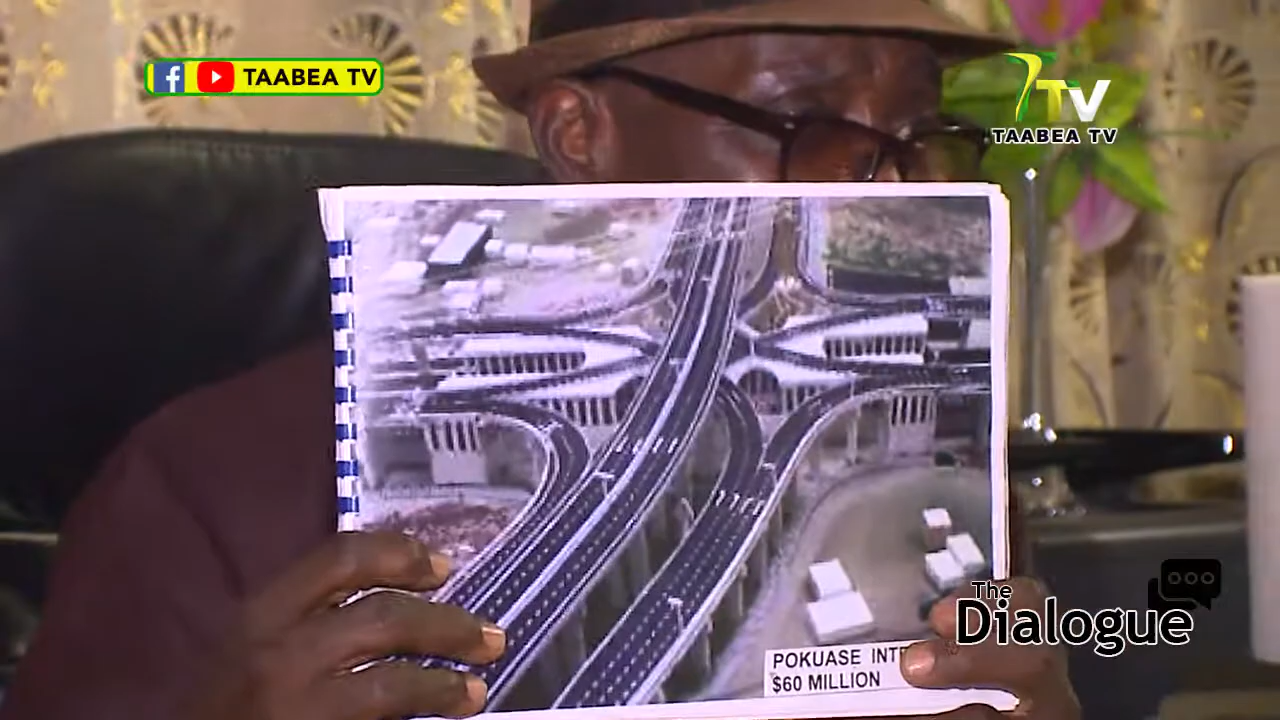 TAABEA TV
TV
TAABEA TV
POKUASE INTE
$60 MILLION
The
Dialogue